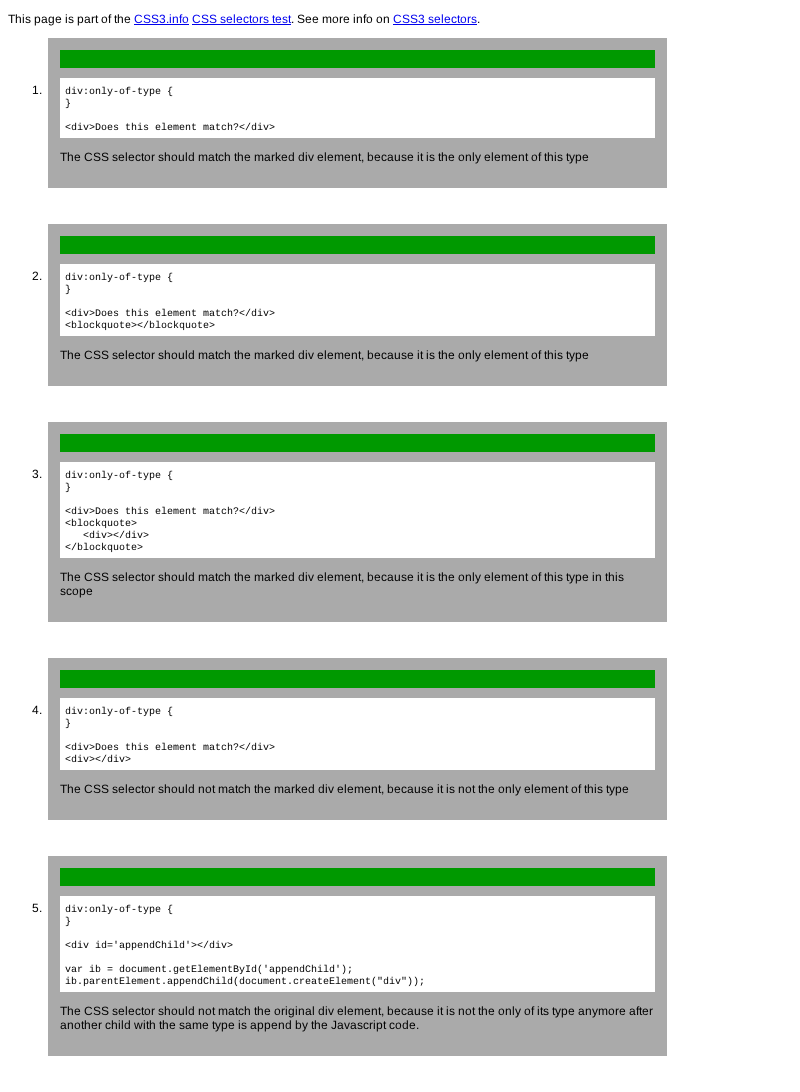 This page is part of the CSS3.info CSS selectors test. See more info on CSS3 selectors.
1.
div:only-of-type {
}
<div>Does this element match?</div>
The CSS selector should match the marked div element, because it is the only element of this type
2.
div:only-of-type {
}
<div>Does this element match?</div>
<blockquote></blockquote>
The CSS selector should match the marked div element, because it is the only element of this type
3.
div:only-of-type {
}
<div>Does this element match?</div>
<blockquote>
   <div></div>
</blockquote>
The CSS selector should match the marked div element, because it is the only element of this type in this
scope
4.
div:only-of-type {
}
<div>Does this element match?</div>
<div></div>
The CSS selector should not match the marked div element, because it is not the only element of this type
5.
div:only-of-type {
}
<div id='appendChild'></div>
var ib = document.getElementById('appendChild');
ib.parentElement.appendChild(document.createElement("div"));
The CSS selector should not match the original div element, because it is not the only of its type anymore after
another child with the same type is append by the Javascript code.